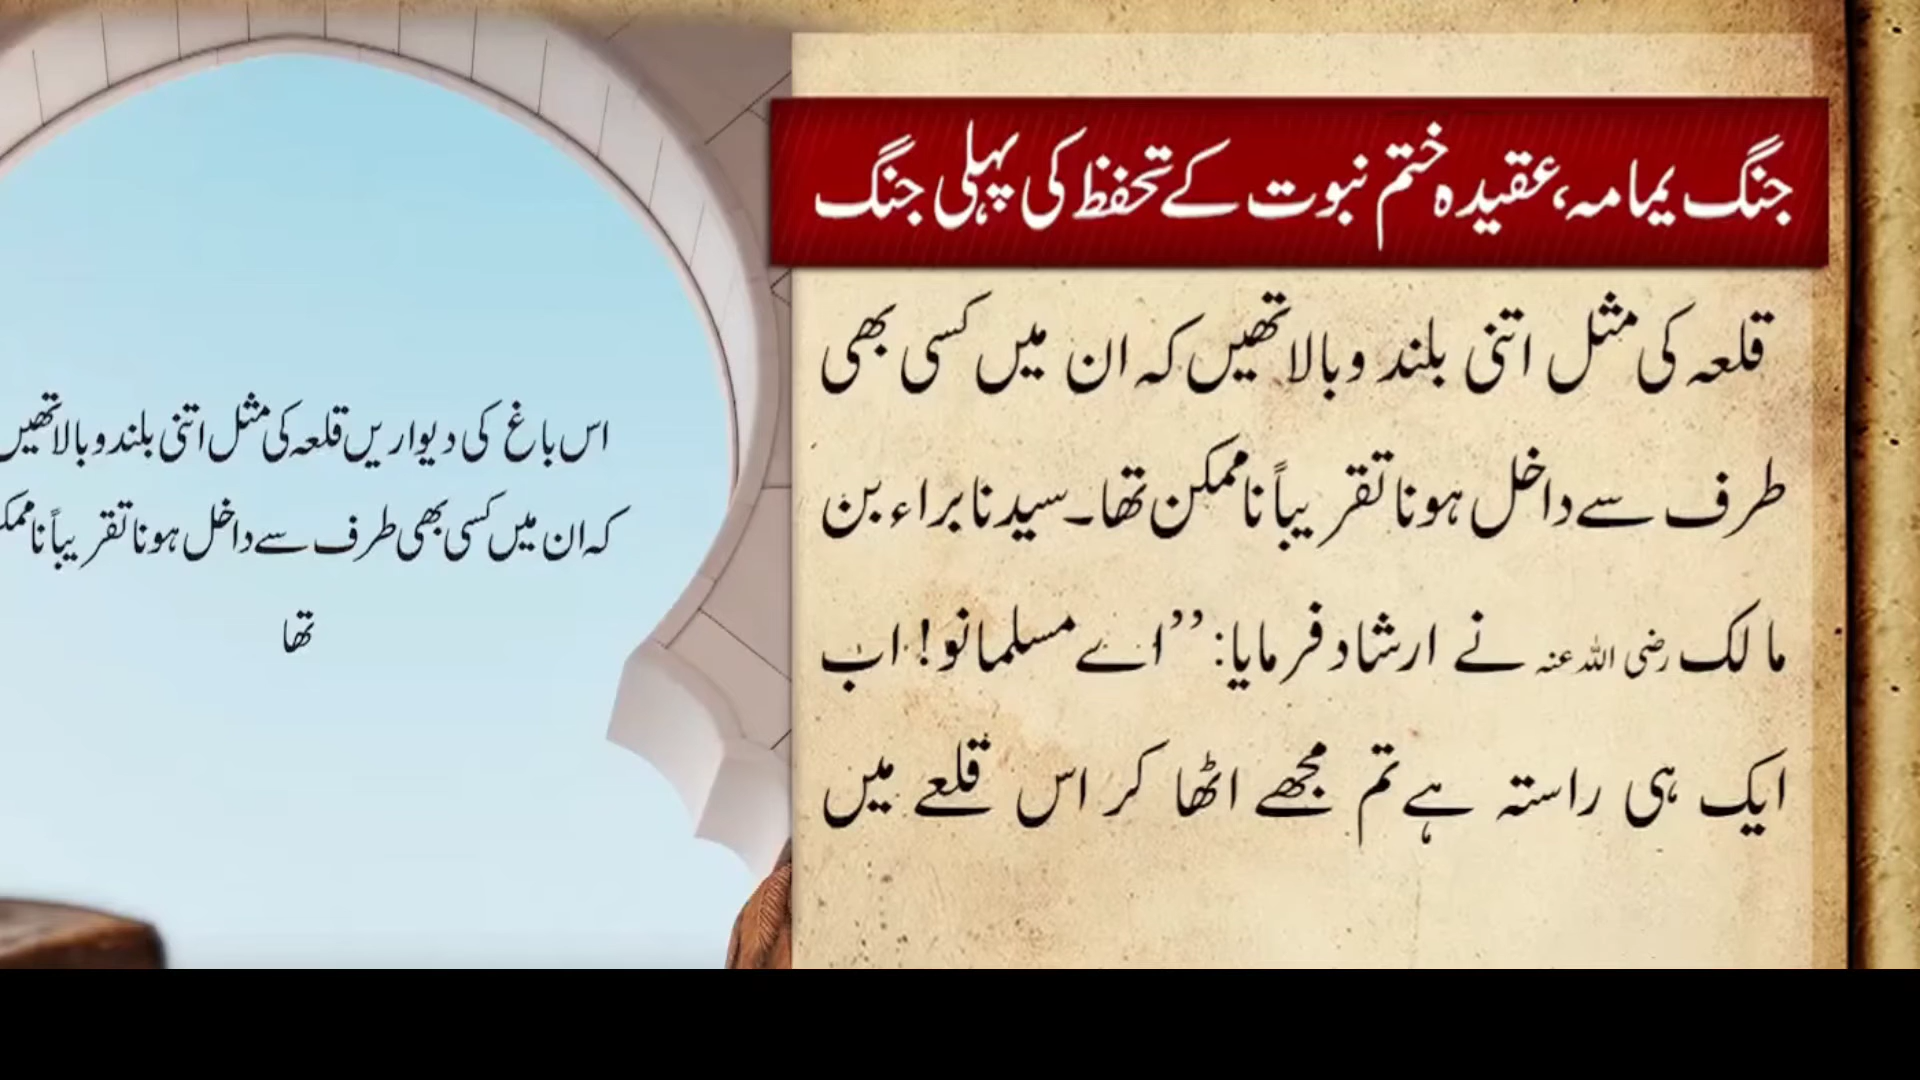 جنگ یمامہ، عقیدہ ختم نبوت کے تحفظ کی پہلی جنگ
قلعہ کی مثل اتنی بلند و بالا تھیں کہ ان میں کسی بھی
طرف سے داخل ہونا تقریباً ناممکن تھا۔ سیدنا براء بن
مالک رضی اللہ عنہ نے ارشاد فرمایا: ”اے مسلمانو! اب
ایک ہی راستہ ہے تم مجھے اٹھا کر اس قلعے میں
اس باغ کی دیواریں قلعہ کی مثل اتنی بلند و بالا تھیں
کہ ان میں کسی بھی طرف سے داخل ہونا تقریباً
تھا